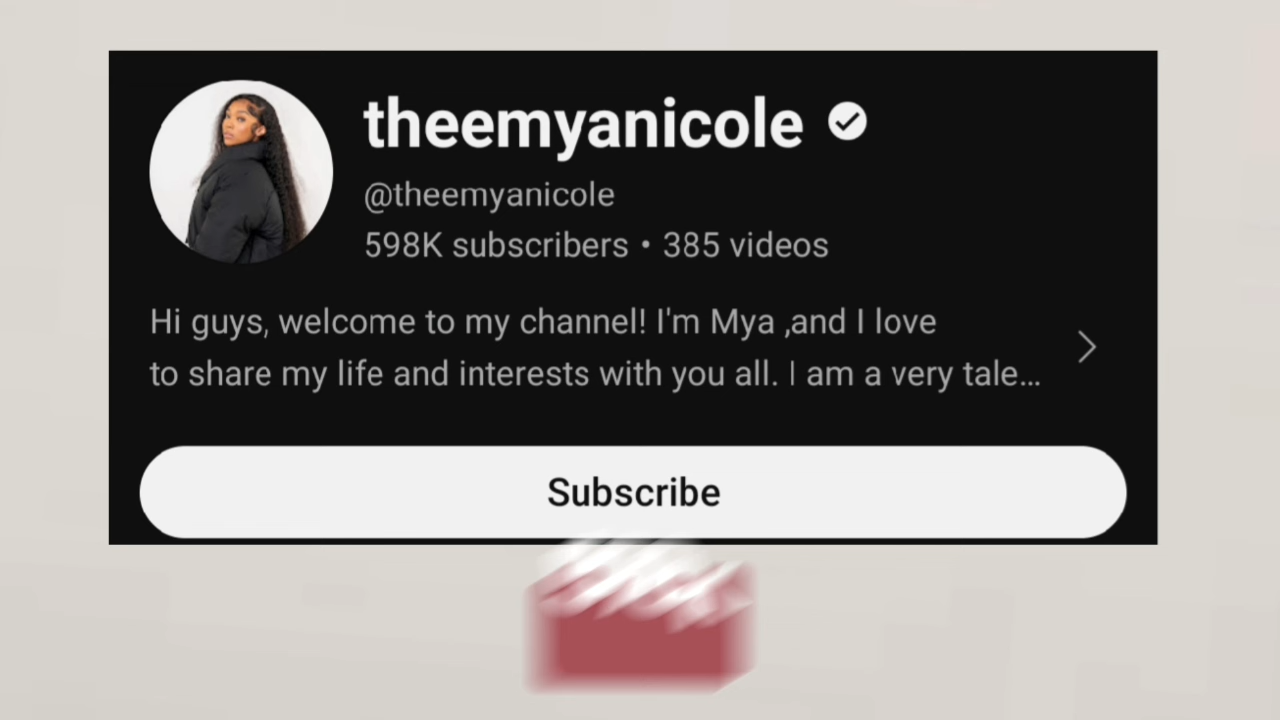 theemyanicole
@theemyanicole
598K subscribers • 385 videos
Hi guys, welcome to my channel! I'm Mya ,and I love
to share my life and interests with you all. I am a very tale...
Subscribe